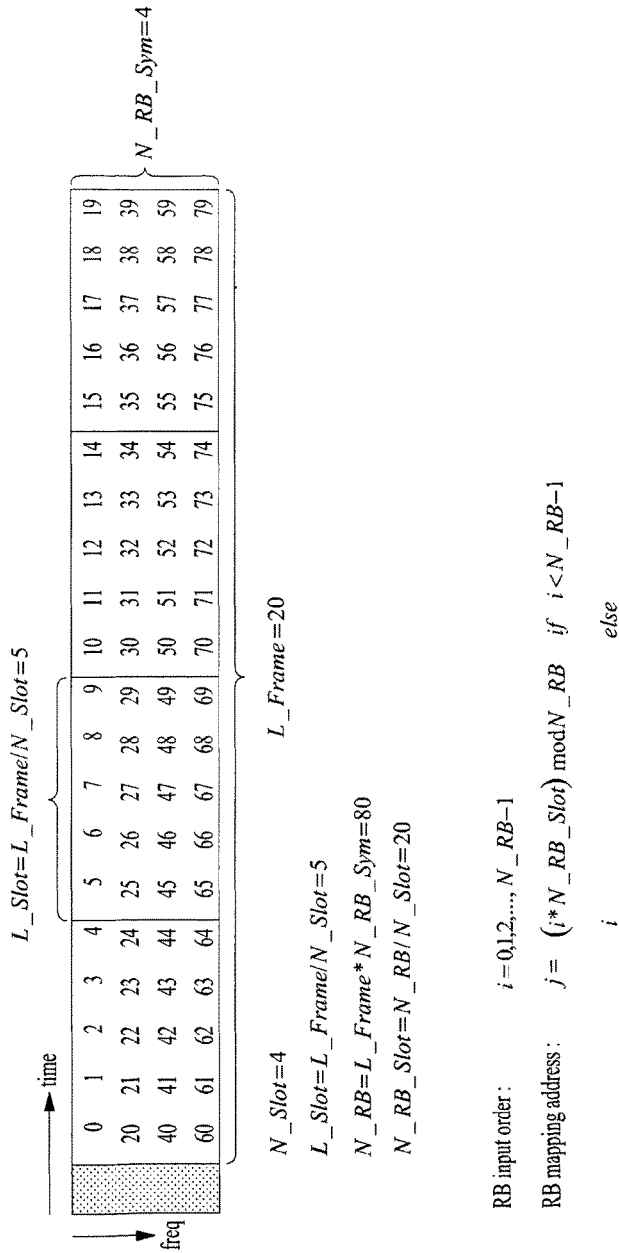 L_Slot=L_Frame/N_Slot=5
time
freq
0 1 2 3 4 5 6 7 8 9 10 11 12 13 14 15 16 17 18 19
20 21 22 23 24 25 26 27 28 29 30 31 32 33 34 35 36 37 38 39
40 41 42 43 44 45 46 47 48 49 50 51 52 53 54 55 56 57 58 59
60 61 62 63 64 65 66 67 68 69 70 71 72 73 74 75 76 77 78 79
N_RB_Sym=4
L_Frame=20
N_Slot=4
L_Slot=L_Frame/N_Slot=5
N_RB=L_Frame*N_RB_Sym=80
N_RB_Slot=N_RB/N_Slot=20
RB input order : i=0,1,2,..., N_RB−1
RB mapping address : j= (i*N_RB_Slot) modN_RB if i<N_RB−1
i else